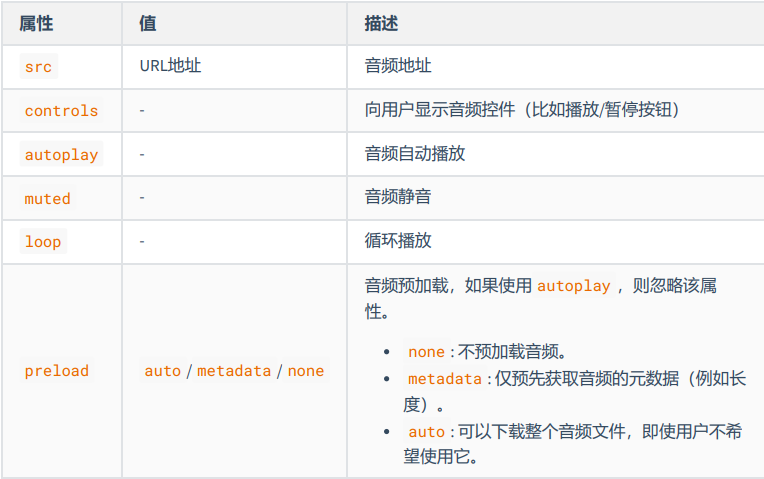 属性 值 描述
src URL地址 音频地址
controls - 向用户显示音频控件（比如播放/暂停按钮）
autoplay - 音频自动播放
muted - 音频静音
loop - 循环播放
preload auto / metadata / none
音频预加载，如果使用 autoplay ，则忽略该属
性。
• none :不预加载音频。
• metadata :仅预先获取音频的元数据（例如长
度）。
• auto :可以下载整个音频文件，即使用户不希
望使用它。